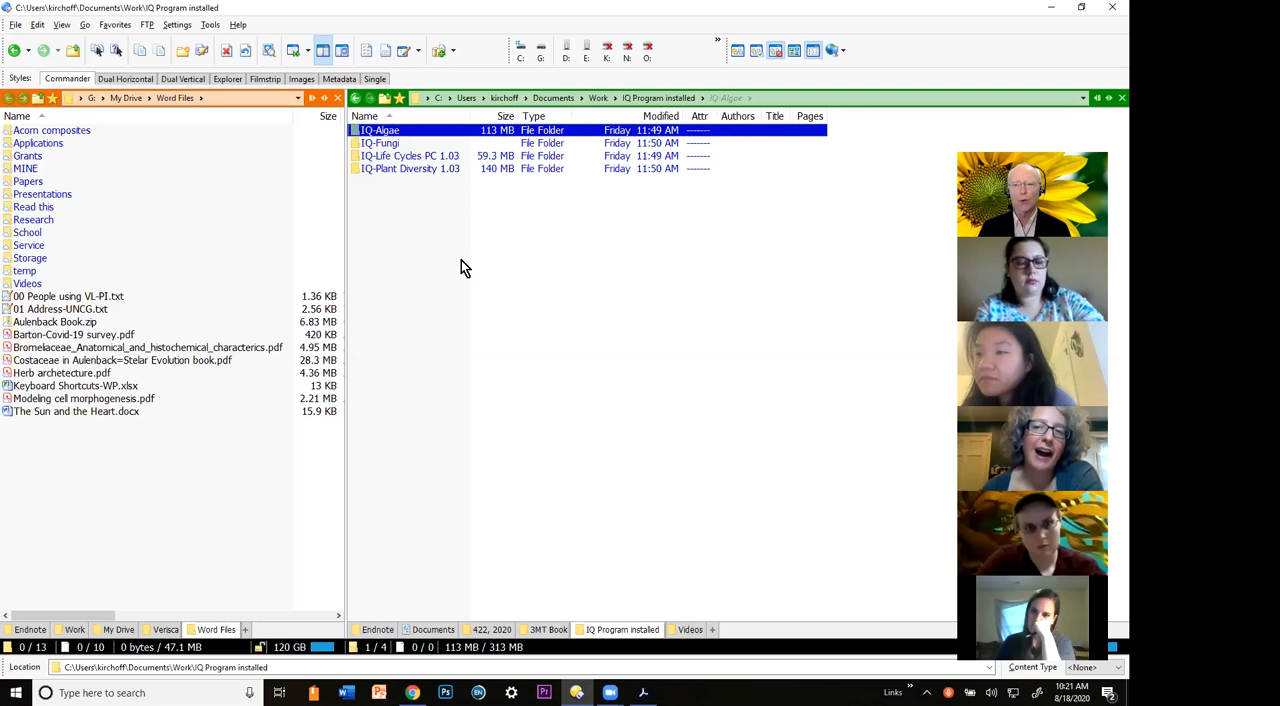 C:\Users\kirchoff\Documents\Work\IQ Program installed
File Edit View Go Favorites FTP Settings Tools Help
C: G: D: E: K: N: O:
Styles: Commander Dual Horizontal Dual Vertical Explorer Filmstrip Images Metadata Single
G: My Drive Word Files
C: Users kirchoff Documents Work IQ Program installed IQ-Algae
Name Size
Name Size Type Modified Attr Authors Title Pages
Acorn composites
Applications
Grants
MINE
Papers
Presentations
Read this
Research
School
Service
Storage
temp
Videos
00 People using VL-PI.txt 1.36 KB
01 Address-UNCG.txt 2.56 KB
Aulenback Book.zip 6.83 MB
Barton-Covid-19 survey.pdf 420 KB
Bromeliaceae_Anatomical_and_histochemical_characterics.pdf 4.95 MB
Costaceae in Aulenback=Stelar Evolution book.pdf 28.3 MB
Herb archetecture.pdf 4.36 MB
Keyboard Shortcuts-WP.xlsx 13 KB
Modeling cell morphogenesis.pdf 2.21 MB
The Sun and the Heart.docx 15.9 KB
IQ-Algae 113 MB File Folder Friday 11:49 AM -------
IQ-Fungi File Folder Friday 11:50 AM -------
IQ-Life Cycles PC 1.03 59.3 MB File Folder Friday 11:49 AM -------
IQ-Plant Diversity 1.03 140 MB File Folder Friday 11:50 AM -------
Endnote Work My Drive Verisca Word Files
Endnote Documents 422, 2020 3MT Book IQ Program installed Videos
0 / 13 0 / 10 0 bytes / 47.1 MB 120 GB
1 / 4 0 / 0 113 MB / 313 MB
Location C:\Users\kirchoff\Documents\Work\IQ Program installed Content Type <None>
Type here to search
Links
10:21 AM
8/18/2020
2